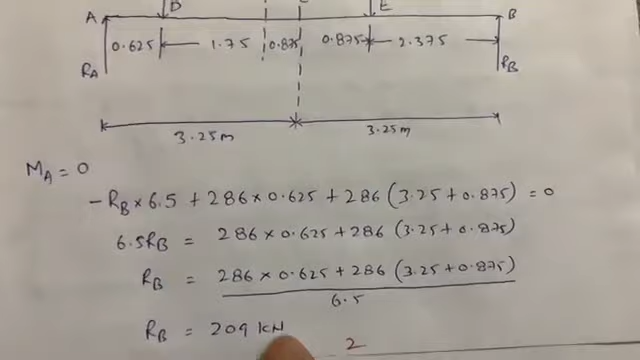 D E
A B
0.625 1.75 0.875 0.875 2.375
RA RB
3.25m 3.25m
MA = 0
-RB × 6.5 + 286 × 0.625 + 286 (3.25 + 0.875) = 0
6.5RB = 286 × 0.625 + 286 (3.25 + 0.875)
RB = 286 × 0.625 + 286 (3.25 + 0.875)
6.5
RB = 209 kN
2